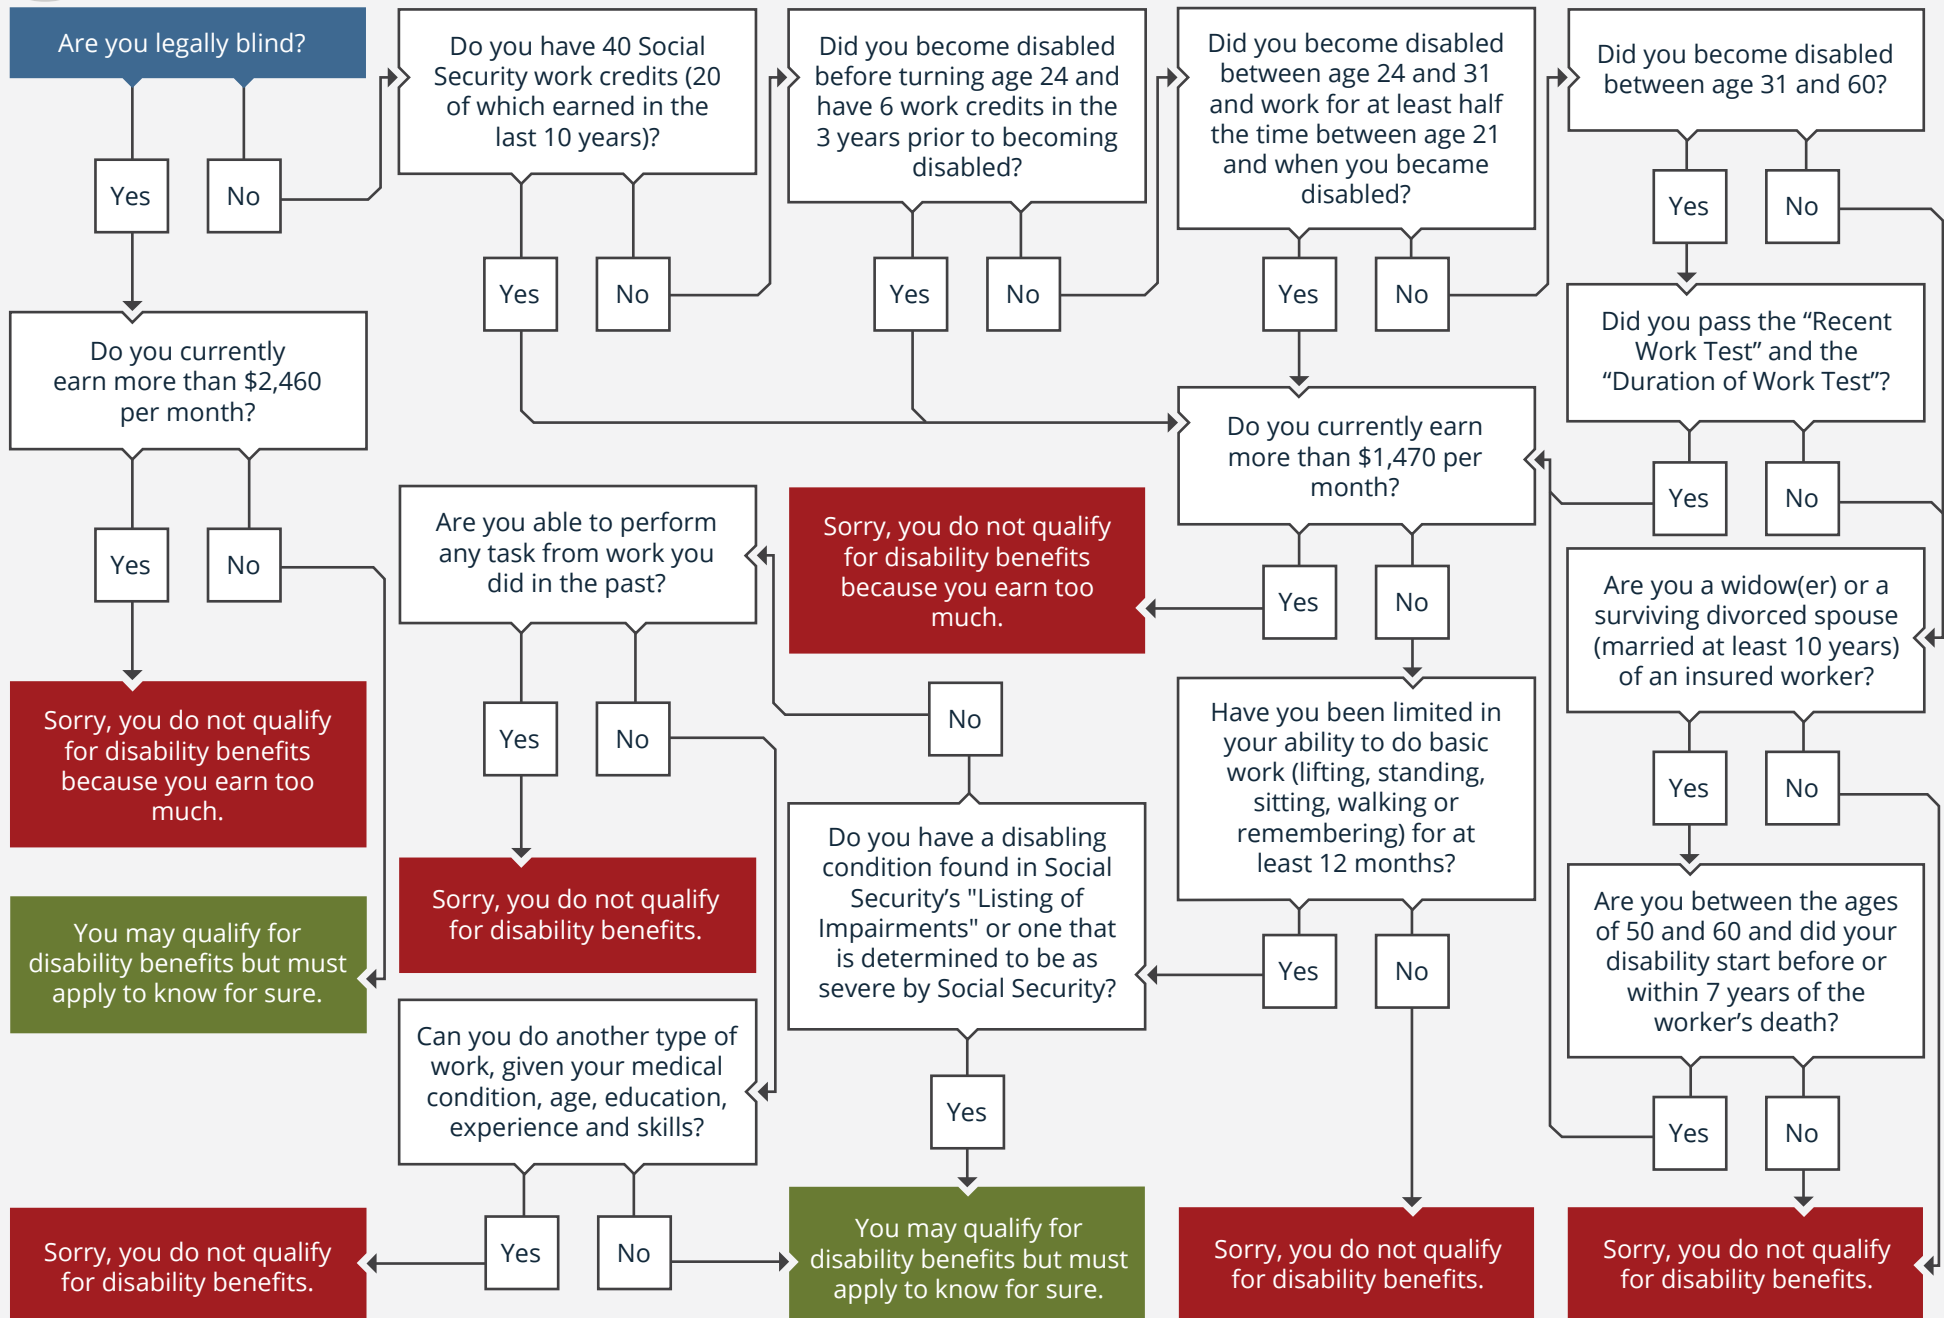 Are you legally blind?
Yes
No
Do you have 40 Social
Security work credits (20
of which earned in the
last 10 years)?
Yes
No
Did you become disabled
before turning age 24 and
have 6 work credits in the
3 years prior to becoming
disabled?
Yes
No
Did you become disabled
between age 24 and 31
and work for at least half
the time between age 21
and when you became
disabled?
Yes
No
Did you become disabled
between age 31 and 60?
Yes
No
Do you currently
earn more than $2,460
per month?
Yes
No
Sorry, you do not qualify
for disability benefits
because you earn too
much.
You may qualify for
disability benefits but must
apply to know for sure.
Did you pass the “Recent
Work Test” and the
“Duration of Work Test”?
Yes
No
Do you currently earn
more than $1,470 per
month?
Yes
No
Sorry, you do not qualify
for disability benefits
because you earn too
much.
Are you a widow(er) or a
surviving divorced spouse
(married at least 10 years)
of an insured worker?
Yes
No
Have you been limited in
your ability to do basic
work (lifting, standing,
sitting, walking or
remembering) for at
least 12 months?
Yes
No
Are you between the ages
of 50 and 60 and did your
disability start before or
within 7 years of the
worker’s death?
Yes
No
Do you have a disabling
condition found in Social
Security’s "Listing of
Impairments" or one that
is determined to be as
severe by Social Security?
No
Yes
Are you able to perform
any task from work you
did in the past?
Yes
No
Sorry, you do not qualify
for disability benefits.
Can you do another type of
work, given your medical
condition, age, education,
experience and skills?
Yes
No
Sorry, you do not qualify
for disability benefits.
You may qualify for
disability benefits but must
apply to know for sure.
Sorry, you do not qualify
for disability benefits.
Sorry, you do not qualify
for disability benefits.